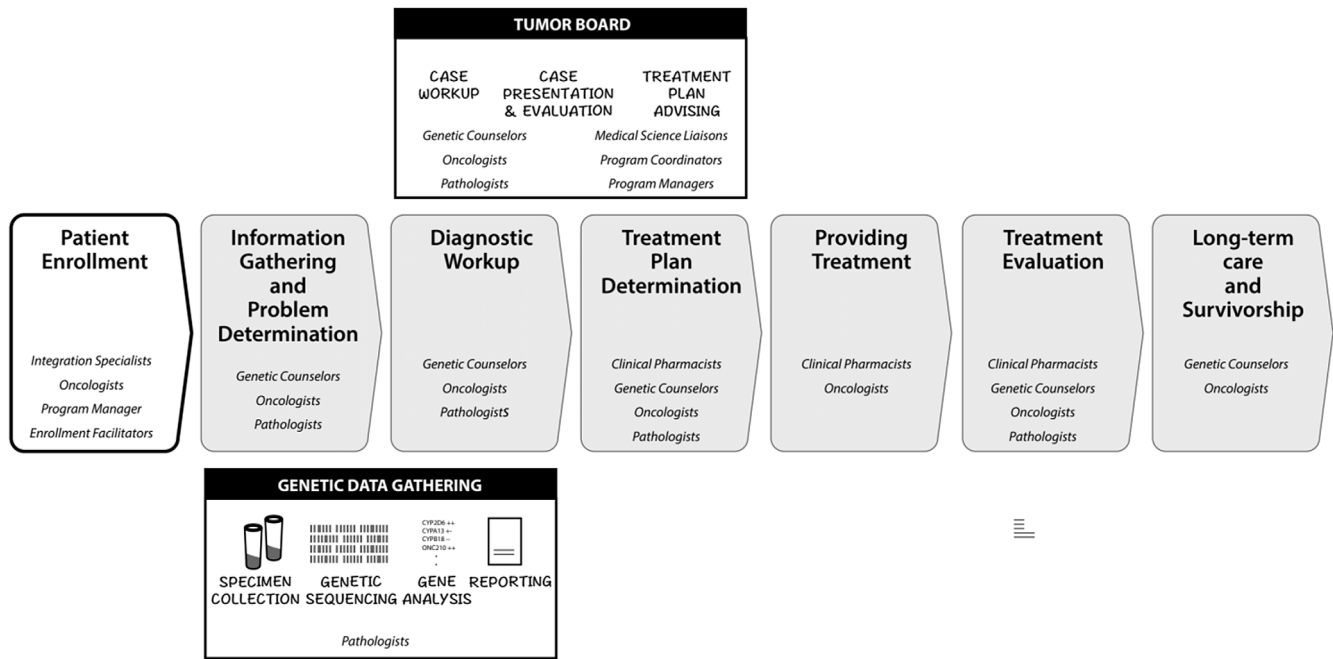 TUMOR BOARD
CASE
WORKUP
CASE
PRESENTATION
& EVALUATION
TREATMENT
PLAN
ADVISING
Genetic Counselors
Oncologists
Pathologists
Medical Science Liaisons
Program Coordinators
Program Managers
Patient
Enrollment
Integration Specialists
Oncologists
Program Manager
Enrollment Facilitators
Information
Gathering
and
Problem
Determination
Genetic Counselors
Oncologists
Pathologists
Diagnostic
Workup
Genetic Counselors
Oncologists
Pathologists
Treatment
Plan
Determination
Clinical Pharmacists
Genetic Counselors
Oncologists
Pathologists
Providing
Treatment
Clinical Pharmacists
Oncologists
Treatment
Evaluation
Clinical Pharmacists
Genetic Counselors
Oncologists
Pathologists
Long-term
care
and
Survivorship
Genetic Counselors
Oncologists
GENETIC DATA GATHERING
SPECIMEN
COLLECTION
GENETIC
SEQUENCING
CYP2D6 ++
CYPA13 +-
CYPB18 --
ONC210 ++
:
GENE
ANALYSIS
REPORTING
Pathologists